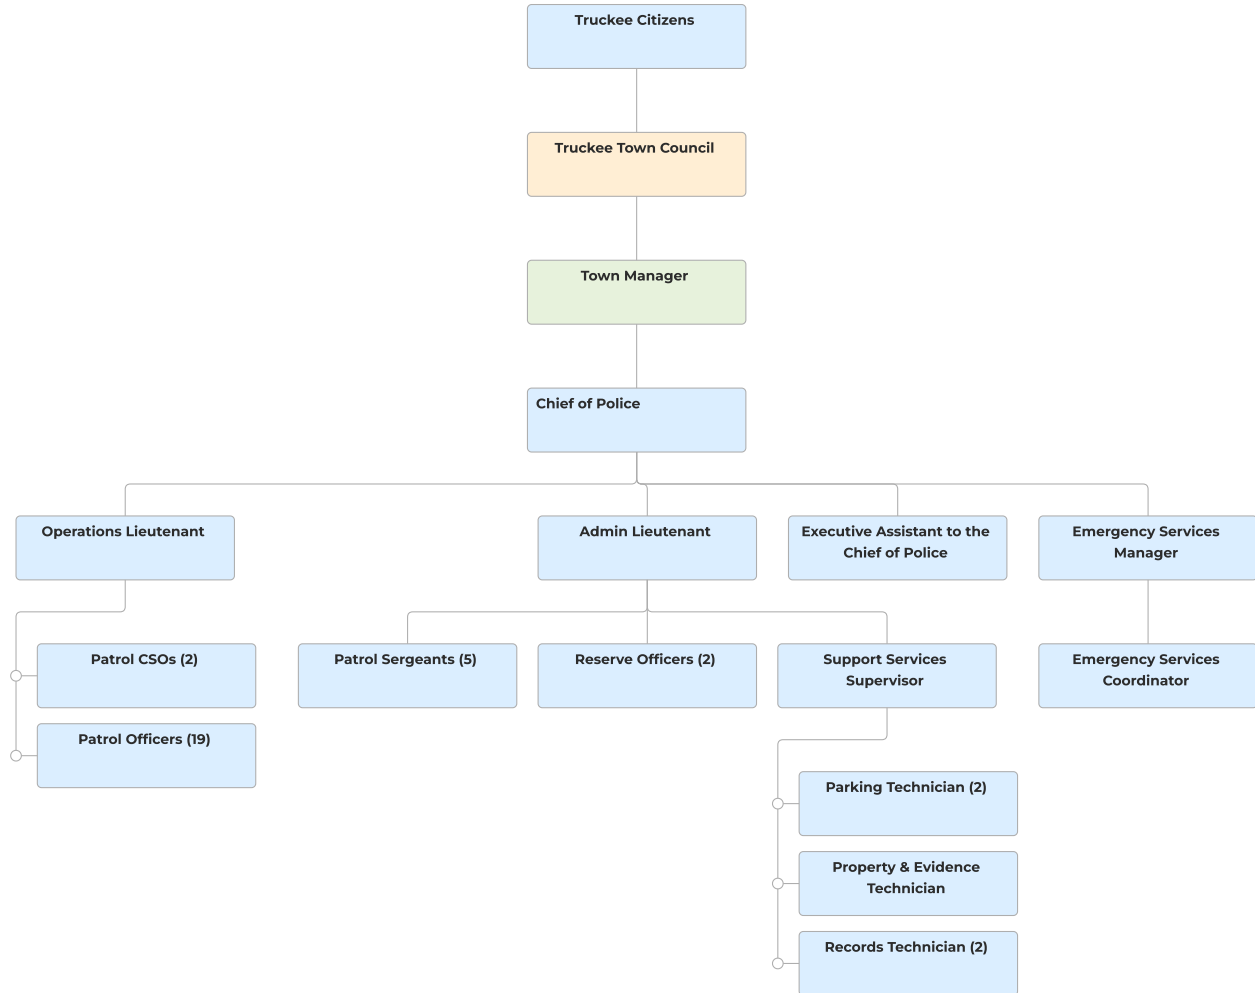 Truckee Citizens
Truckee Town Council
Town Manager
Chief of Police
Operations Lieutenant
Admin Lieutenant
Executive Assistant to the
Chief of Police
Emergency Services
Manager
Patrol CSOs (2)
Patrol Sergeants (5)
Reserve Officers (2)
Support Services
Supervisor
Emergency Services
Coordinator
Patrol Officers (19)
Parking Technician (2)
Property & Evidence
Technician
Records Technician (2)